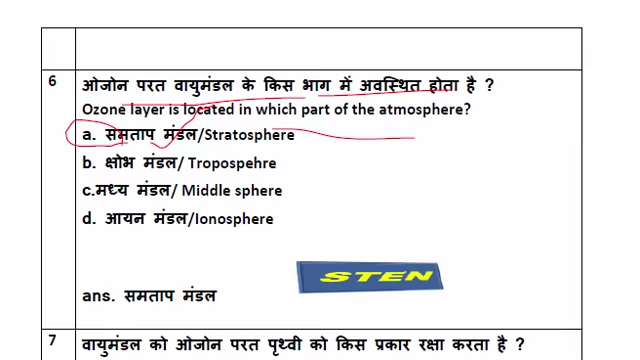 6
ओजोन परत वायुमंडल के किस भाग में अवस्थित होता है ?
Ozone layer is located in which part of the atmosphere?
a. समताप मंडल/Stratosphere
b. क्षोभ मंडल/ Tropospehre
c.मध्य मंडल/ Middle sphere
d. आयन मंडल/Ionosphere
STEN
ans. समताप मंडल
7
वायुमंडल को ओजोन परत पृथ्वी को किस प्रकार रक्षा करता है ?